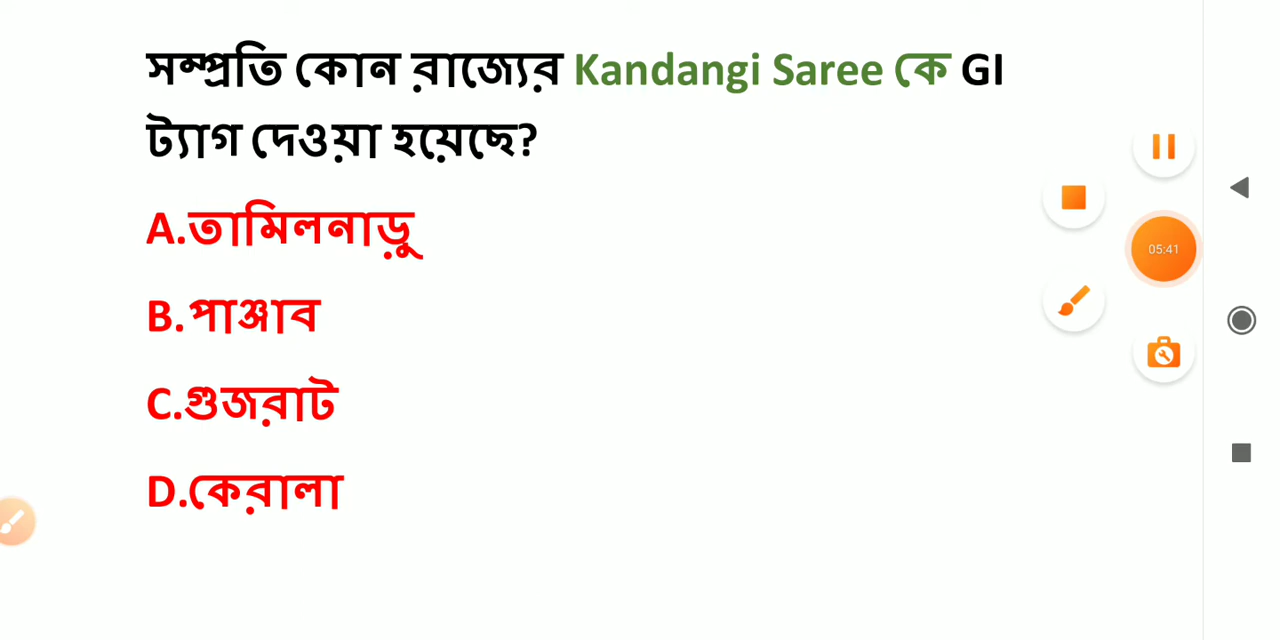 সম্প্রতি কোন রাজ্যের Kandangi Saree কে GI
ট্যাগ দেওয়া হয়েছে?
A.তামিলনাড়ু
B.পাঞ্জাব
C.গুজরাট
D.কেরালা
05:41